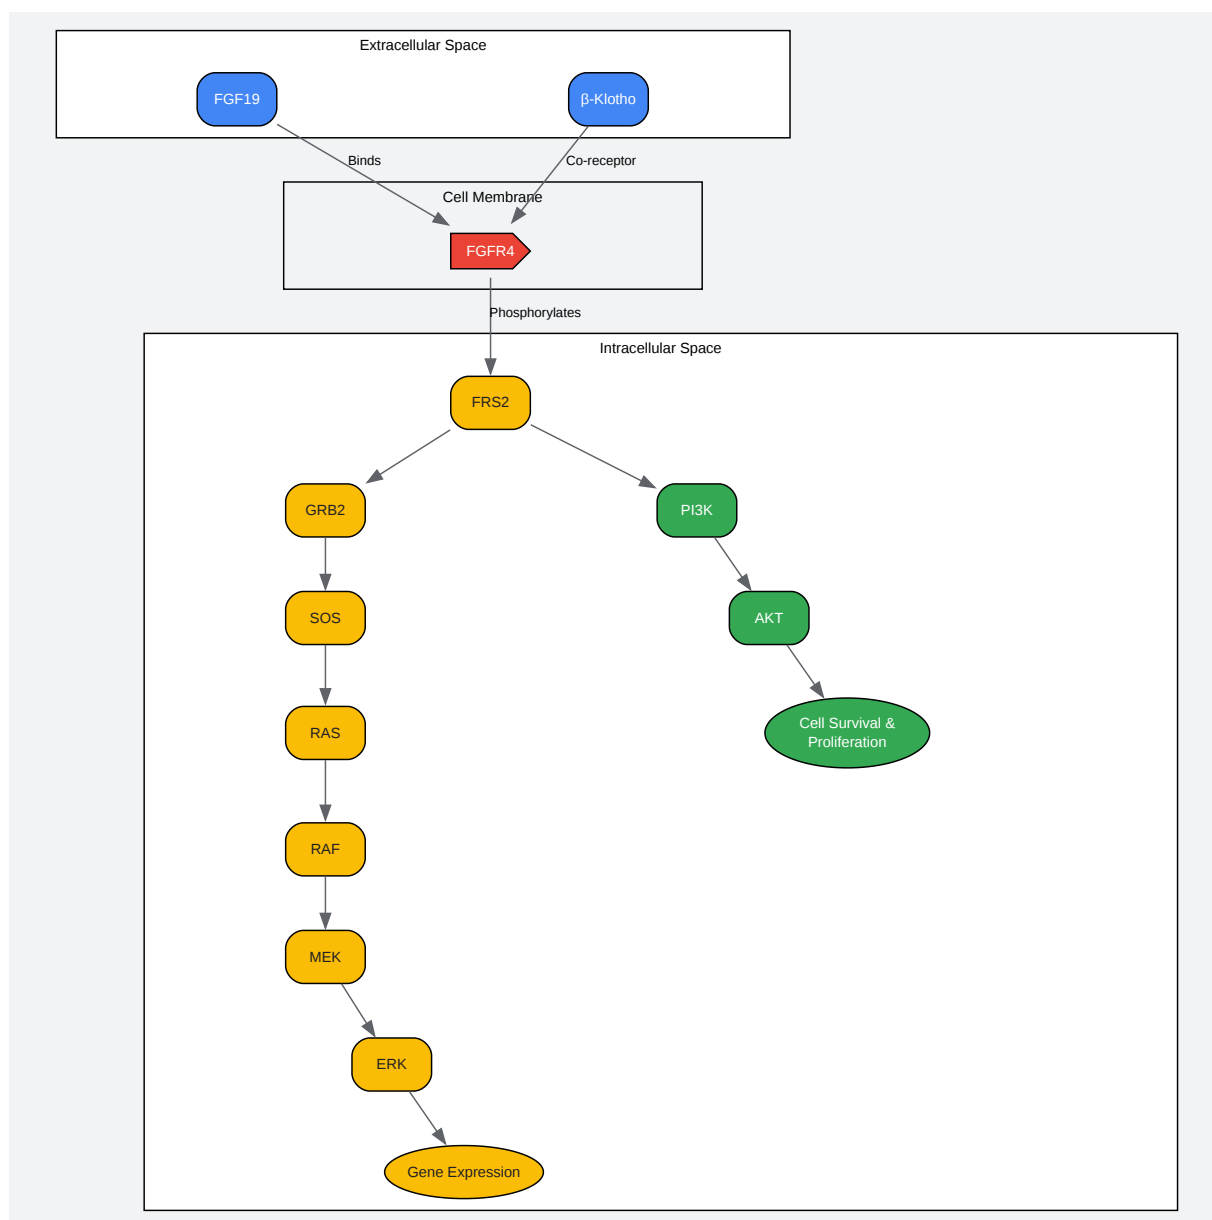 Extracellular Space
FGF19
β-Klotho
Binds
Co-receptor
Cell Membrane
FGFR4
Phosphorylates
Intracellular Space
FRS2
GRB2
PI3K
SOS
AKT
RAS
Cell Survival &
Proliferation
RAF
MEK
ERK
Gene Expression